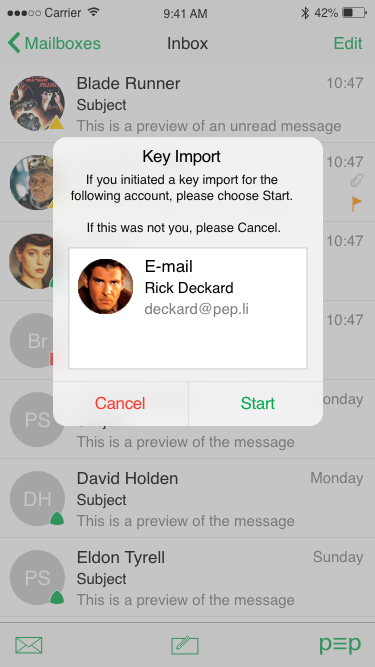 Carrier 9:41 AM 42%
Mailboxes Inbox Edit
Blade Runner 10:47
Subject
This is a preview of an unread message
10:47
Key Import
If you initiated a key import for the
following account, please choose Start.
If this was not you, please Cancel.
10:47
E-mail
Rick Deckard
deckard@pep.li
Br 10:47
Cancel Start
PS
This is a preview of the message
DH David Holden Monday
Subject
This is a preview of the message
PS Eldon Tyrell Sunday
Subject
This is a preview of the message
p≡p